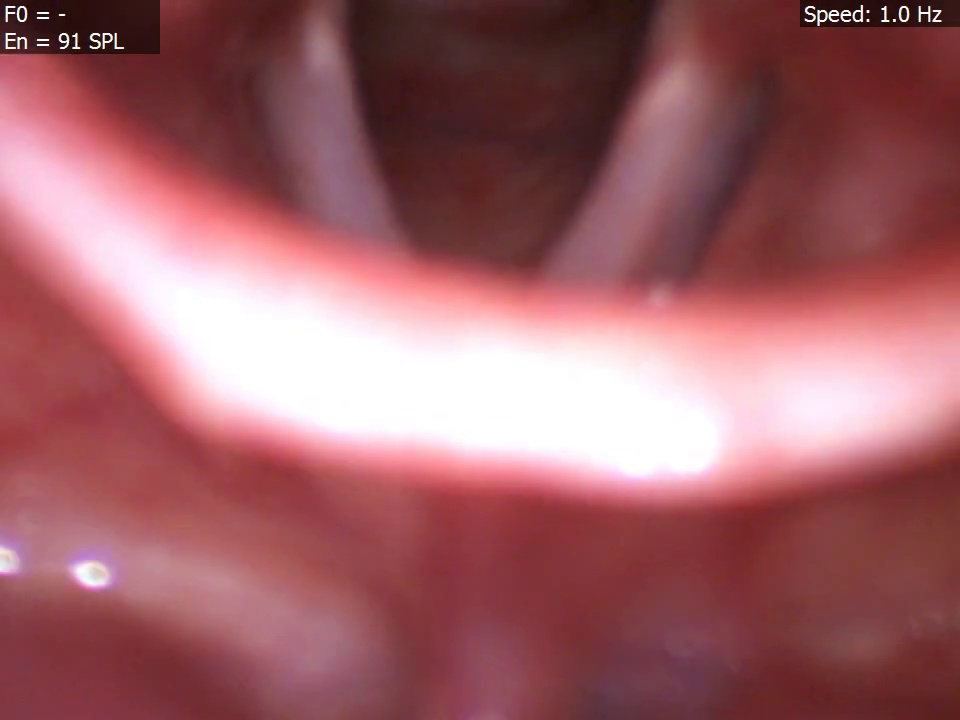 F0 = -
Speed: 1.0 Hz
En = 91 SPL